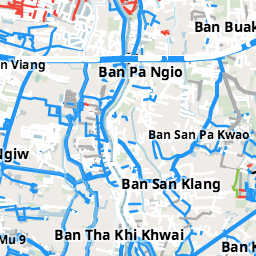 Ban Buak
n Viang
Ban Pa Ngio
Ban San Pa Kwao
Ngiw
Ban San Klang
Mu 9
Ban Tha Khi Khwai
Ban K